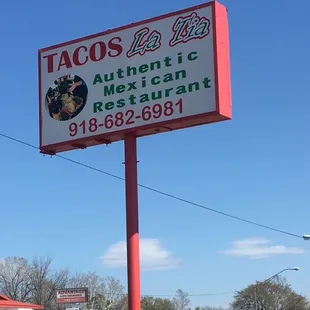 TACOS La Tia
Authentic
Mexican
Restaurant
918-682-6981